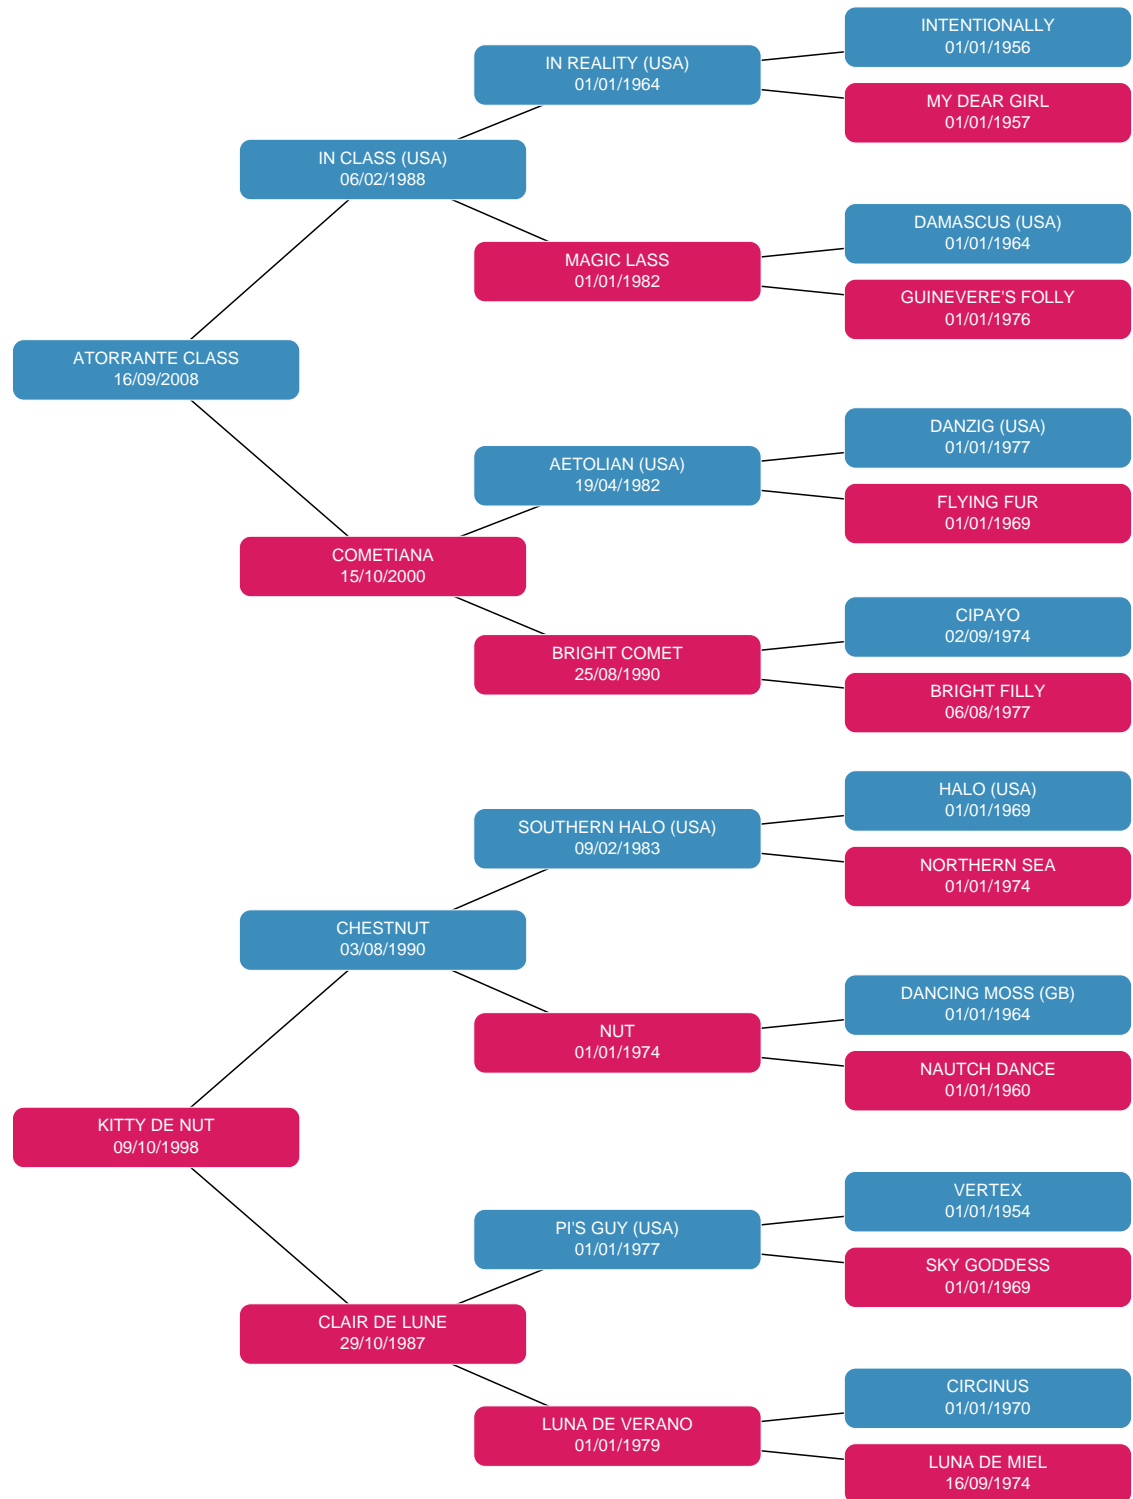 INTENTIONALLY
01/01/1956
IN REALITY (USA)
01/01/1964
MY DEAR GIRL
01/01/1957
IN CLASS (USA)
06/02/1988
DAMASCUS (USA)
01/01/1964
MAGIC LASS
01/01/1982
GUINEVERE'S FOLLY
01/01/1976
ATORRANTE CLASS
16/09/2008
DANZIG (USA)
01/01/1977
AETOLIAN (USA)
19/04/1982
FLYING FUR
01/01/1969
COMETIANA
15/10/2000
CIPAYO
02/09/1974
BRIGHT COMET
25/08/1990
BRIGHT FILLY
06/08/1977
HALO (USA)
01/01/1969
SOUTHERN HALO (USA)
09/02/1983
NORTHERN SEA
01/01/1974
CHESTNUT
03/08/1990
DANCING MOSS (GB)
01/01/1964
NUT
01/01/1974
NAUTCH DANCE
01/01/1960
KITTY DE NUT
09/10/1998
VERTEX
01/01/1954
PI'S GUY (USA)
01/01/1977
SKY GODDESS
01/01/1969
CLAIR DE LUNE
29/10/1987
CIRCINUS
01/01/1970
LUNA DE VERANO
01/01/1979
LUNA DE MIEL
16/09/1974